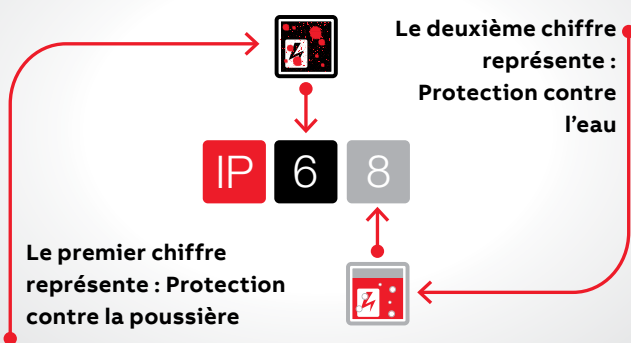 Le deuxième chiffre
représente :
Protection contre
l’eau
IP 6 8
Le premier chiffre
représente : Protection
contre la poussière